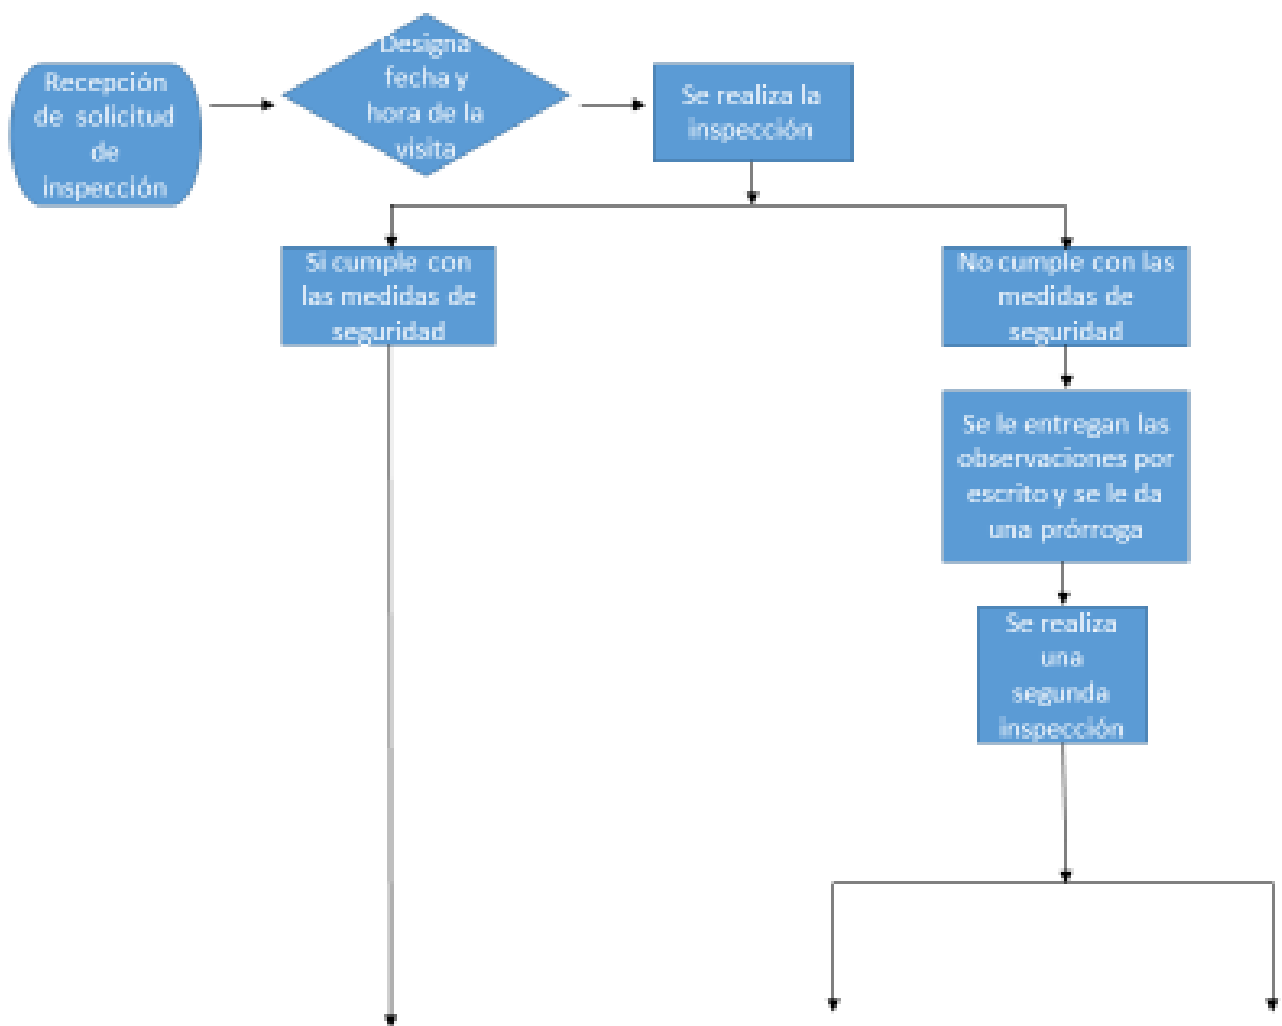 Recepción
de solicitud
de
inspección
Designa
fecha y
hora de la
visita
Se realiza la
inspección
Si cumple con
las medidas de
seguridad
No cumple con las
medidas de
seguridad
Se le entregan las
observaciones por
escrito y se le da
una prórroga
Se realiza
una
segunda
inspección